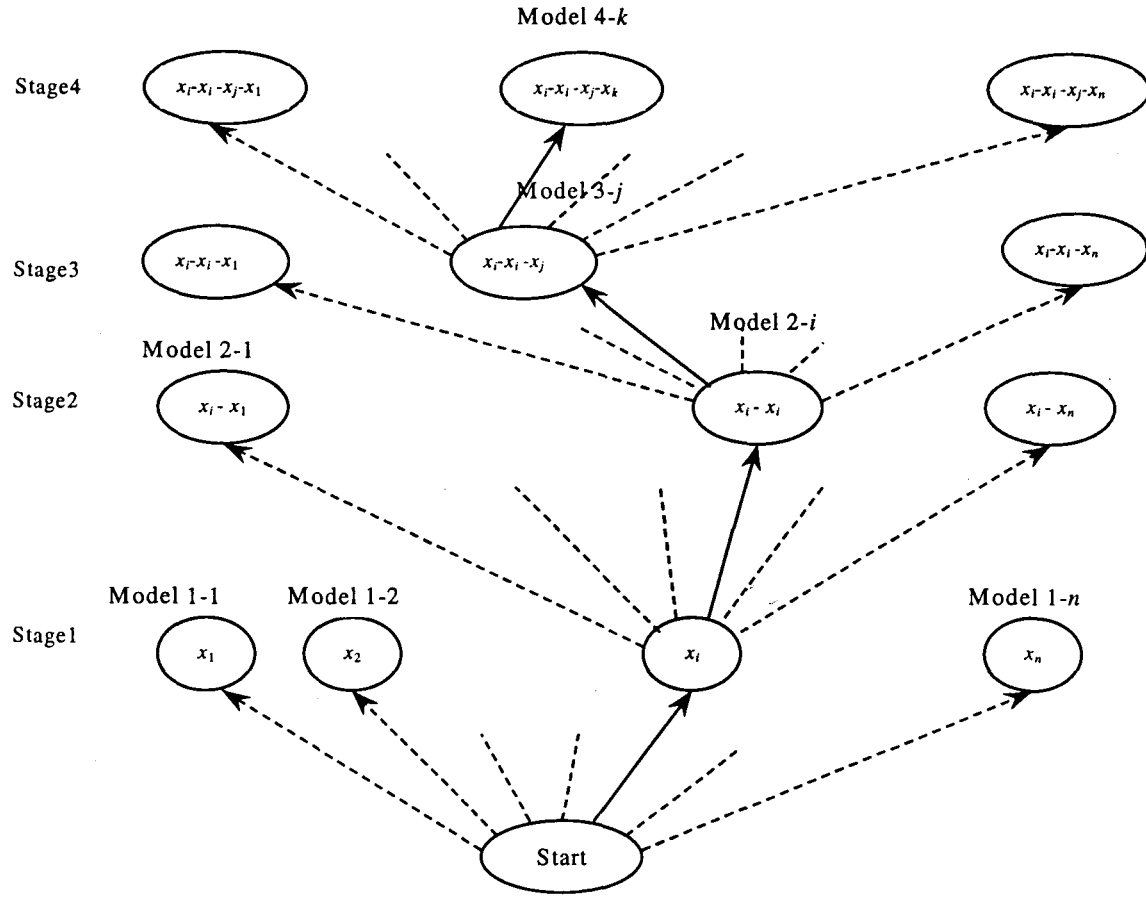 Model 4-k
Stage4
xᵢ-xᵢ -xⱼ-x₁
xᵢ-xᵢ -xⱼ-xₖ
xᵢ-xᵢ -xⱼ-xₙ
Model 3-j
Stage3
xᵢ-xᵢ -x₁
xᵢ-xᵢ -xⱼ
xᵢ-xᵢ -xₙ
Model 2-1
Model 2-i
Stage2
xᵢ - x₁
xᵢ - xᵢ
xᵢ - xₙ
Model 1-1
Model 1-2
Model 1-n
Stage1
x₁
x₂
xᵢ
xₙ
Start